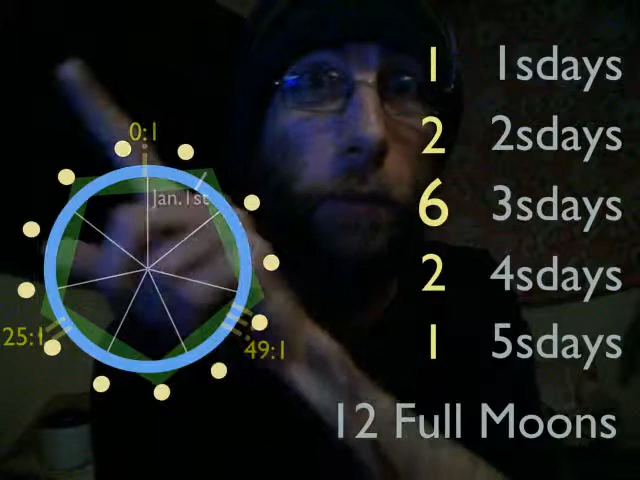 0:1
Jan.1st
25:1
49:1
1 1sdays
2 2sdays
6 3sdays
2 4sdays
1 5sdays
12 Full Moons